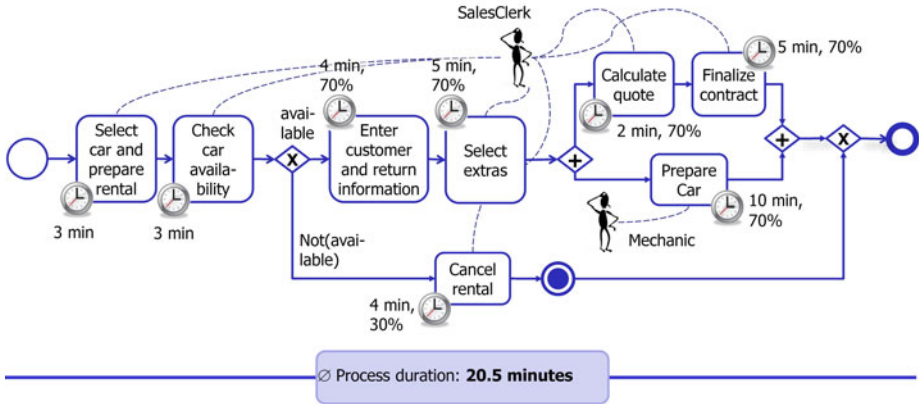 SalesClerk
4 min,
70%
5 min,
70%
5 min, 70%
Select
car and
prepare
rental
3 min
Check
car
availa-
bility
3 min
avai-
lable
X
Enter
customer
and return
information
Select
extras
+
Calculate
quote
2 min, 70%
Finalize
contract
+
X
Prepare
Car
10 min,
70%
Mechanic
Not(avai-
lable)
Cancel
rental
4 min,
30%
∅ Process duration: 20.5 minutes